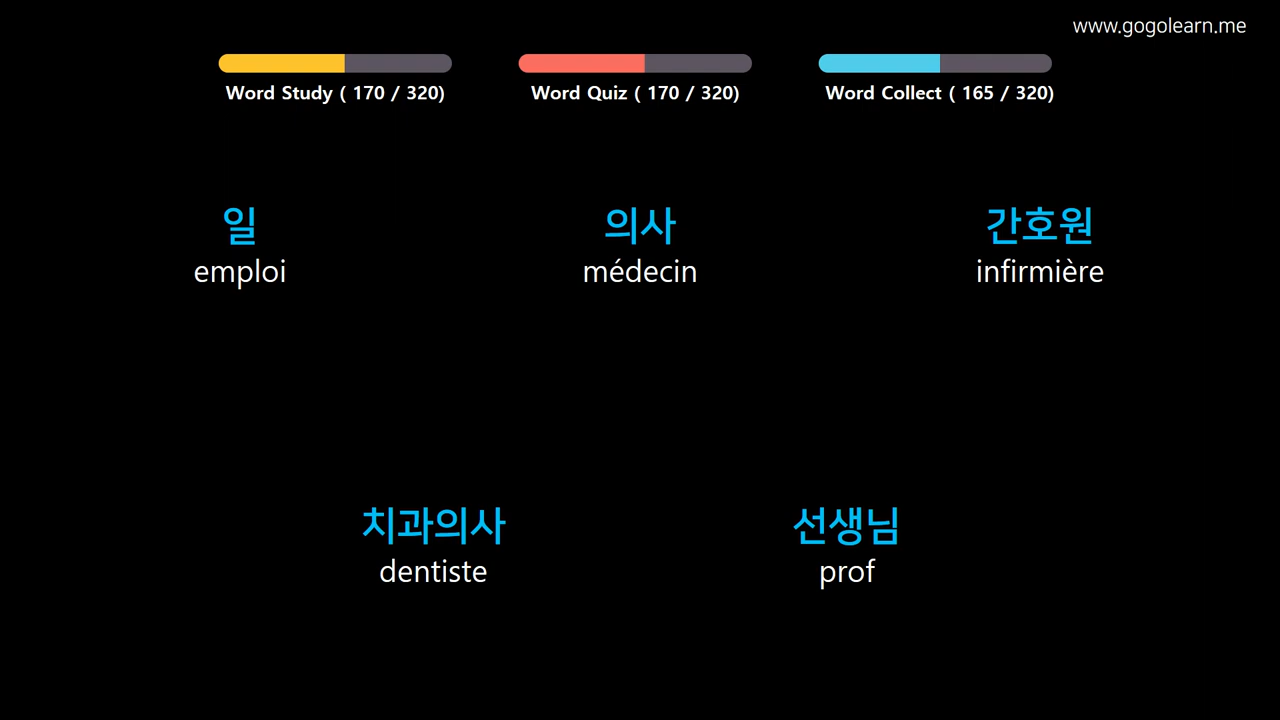 www.gogolearn.me
Word Study ( 170 / 320)
Word Quiz ( 170 / 320)
Word Collect ( 165 / 320)
일
emploi
의사
médecin
간호원
infirmière
치과의사
dentiste
선생님
prof